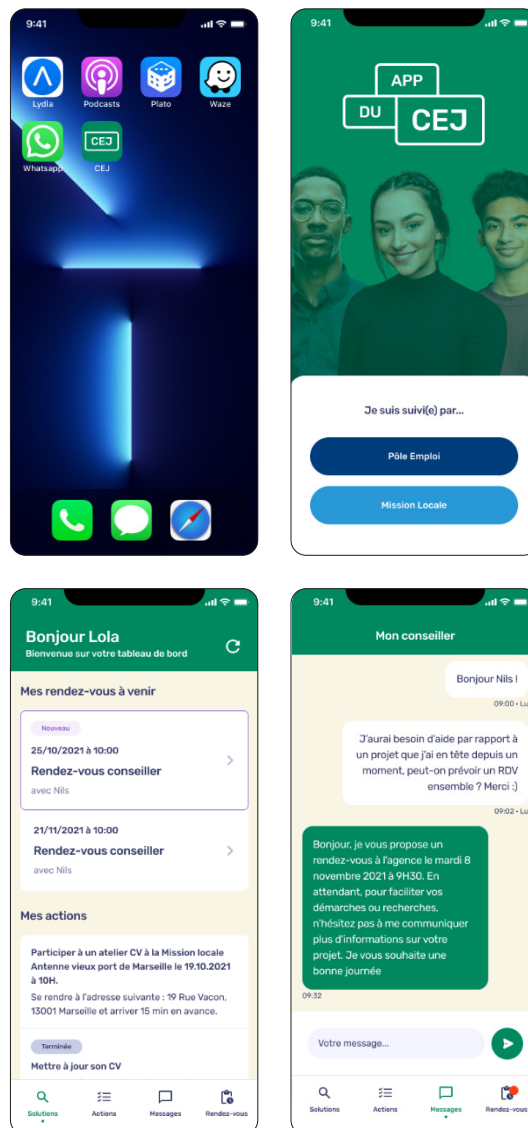 9:41
Lydia
Podcasts
Plato
Waze
Whatsapp
CEJ
CEJ
9:41
APP
DU
CEJ
Je suis suivi(e) par...
Pôle Emploi
Mission Locale
9:41
Bonjour Lola
Bienvenue sur votre tableau de bord
Mes rendez-vous à venir
Nouveau
25/10/2021 à 10:00
Rendez-vous conseiller
avec Nils
21/11/2021 à 10:00
Rendez-vous conseiller
avec Nils
Mes actions
Participer à un atelier CV à la Mission locale
Antenne vieux port de Marseille le 19.10.2021
à 10H.
Se rendre à l'adresse suivante : 19 Rue Vacon,
13001 Marseille et arriver 15 min en avance.
Terminée
Mettre à jour son CV
Solutions
Actions
Messages
Rendez-vous
9:41
Mon conseiller
Bonjour Nils !
09:00 • Lu
J'aurai besoin d'aide par rapport à
un projet que j'ai en tête depuis un
moment, peut-on prévoir un RDV
ensemble ? Merci :)
09:02 • Lu
Bonjour, je vous propose un
rendez-vous à l'agence le mardi 8
novembre 2021 à 9H30. En
attendant, pour faciliter vos
démarches ou recherches,
n'hésitez pas à me communiquer
plus d'informations sur votre
projet. Je vous souhaite une
bonne journée
09:32
Votre message...
Solutions
Actions
Messages
Rendez-vous